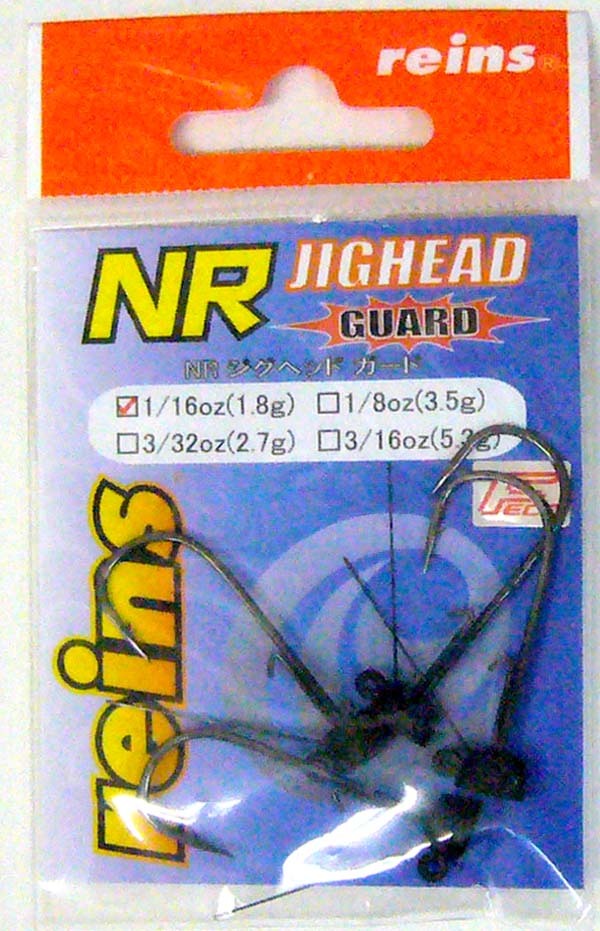 reins®
NR JIGHEAD
GUARD
NR ジグヘッド ガード
☑1/16oz(1.8g) ☐1/8oz(3.5g)
☐3/32oz(2.7g) ☐3/16oz(5.3g)
reins